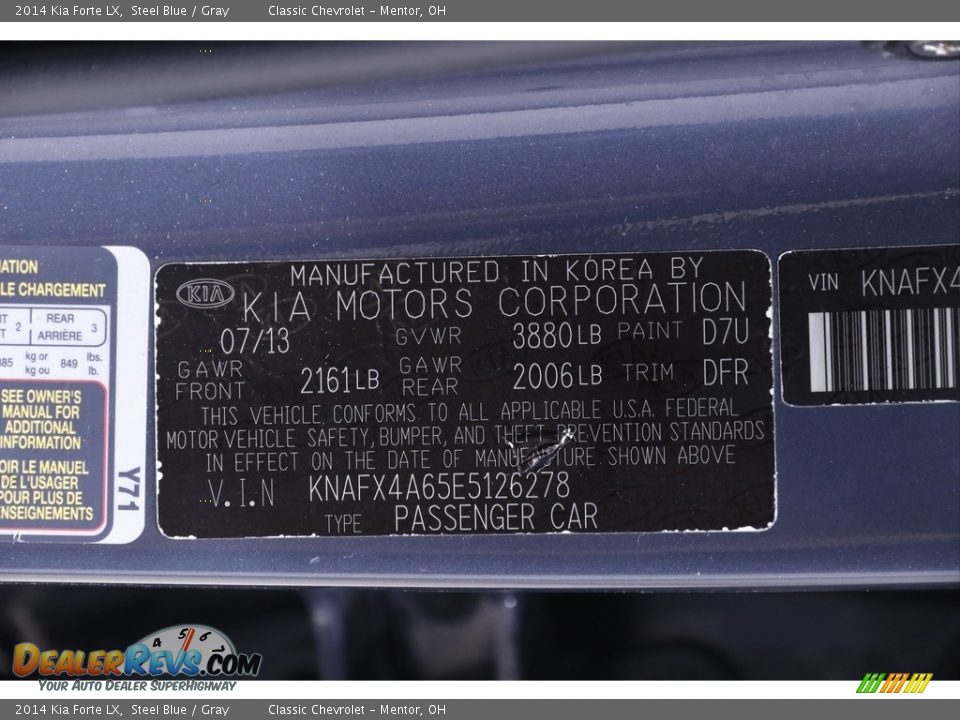 2014 Kia Forte LX, Steel Blue / Gray Classic Chevrolet – Mentor, OH
LE CHARGEMENT
REAR
ARRIÈRE
2
3
kg or
kg ou
849
lbs.
lb.
SEE OWNER'S
MANUAL FOR
ADDITIONAL
INFORMATION
LE MANUEL
DE L'USAGER
POUR PLUS DE
Y71
KIA
MANUFACTURED IN KOREA BY
KIA MOTORS CORPORATION
07/13 GVWR 3880LB PAINT D7U
GAWR FRONT 2161LB GAWR REAR 2006LB TRIM DFR
THIS VEHICLE CONFORMS TO ALL APPLICABLE U.S.A. FEDERAL
MOTOR VEHICLE SAFETY, BUMPER, AND THEFT PREVENTION STANDARDS
IN EFFECT ON THE DATE OF MANUFACTURE SHOWN ABOVE
V.I.N KNAFX4A65E5126278
TYPE PASSENGER CAR
VIN KNAFX4
4 5 6
DEALERREVS.COM
YOUR AUTO DEALER SUPERHIGHWAY
2014 Kia Forte LX, Steel Blue / Gray Classic Chevrolet – Mentor, OH